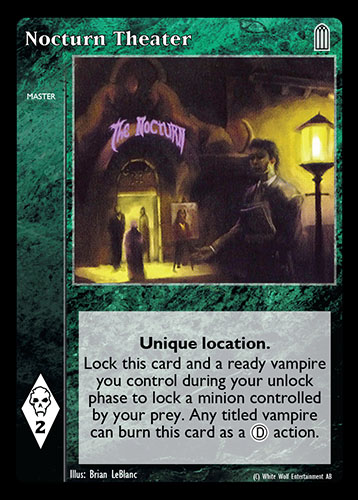 Nocturn Theater
MASTER
The Nocturn
Unique location.
Lock this card and a ready vampire
you control during your unlock
phase to lock a minion controlled
by your prey. Any titled vampire
can burn this card as a Ⓓ action.
2
Illus: Brian LeBlanc
(C) White Wolf Entertainment AB